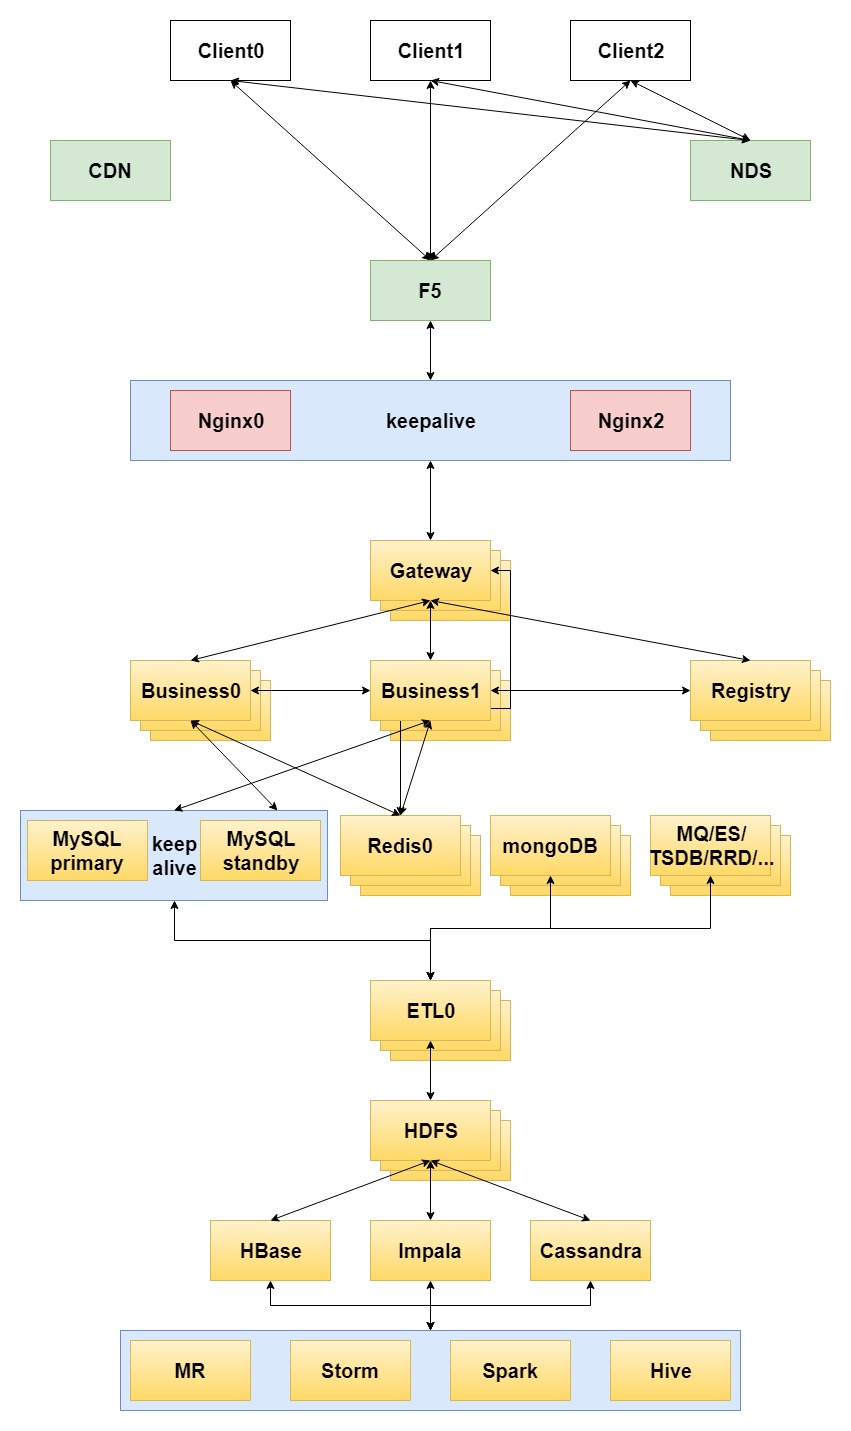 Client0
Client1
Client2
CDN
NDS
F5
Nginx0
keepalive
Nginx2
Gateway
Business0
Business1
Registry
MySQL
primary
keep
alive
MySQL
standby
Redis0
mongoDB
MQ/ES/
TSDB/RRD/...
ETL0
HDFS
HBase
Impala
Cassandra
MR
Storm
Spark
Hive